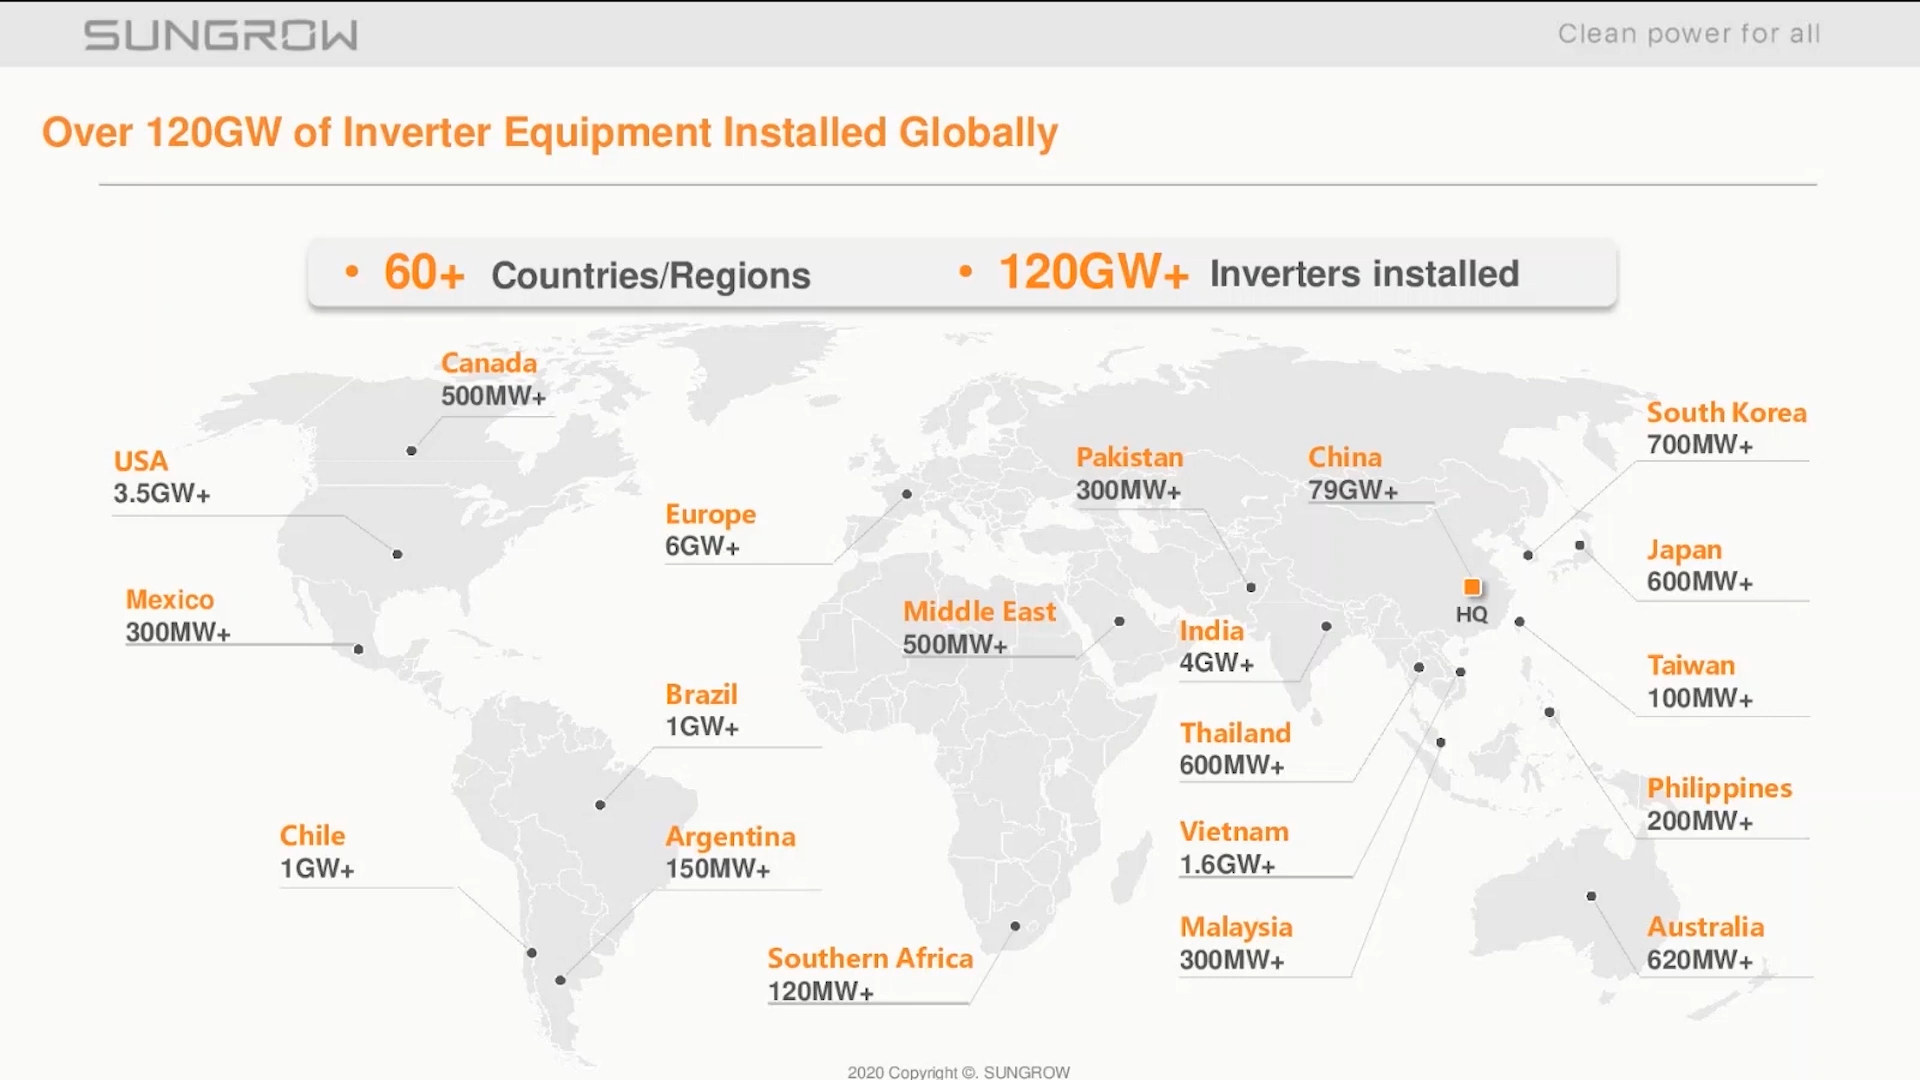 SUNGROW
Clean power for all
Over 120GW of Inverter Equipment Installed Globally
• 60+ Countries/Regions
• 120GW+ Inverters installed
Canada
500MW+
USA
3.5GW+
Mexico
300MW+
Europe
6GW+
Brazil
1GW+
Chile
1GW+
Argentina
150MW+
Southern Africa
120MW+
Middle East
500MW+
Pakistan
300MW+
China
79GW+
HQ
India
4GW+
Thailand
600MW+
Vietnam
1.6GW+
Malaysia
300MW+
South Korea
700MW+
Japan
600MW+
Taiwan
100MW+
Philippines
200MW+
Australia
620MW+
2020 Copyright ©. SUNGROW